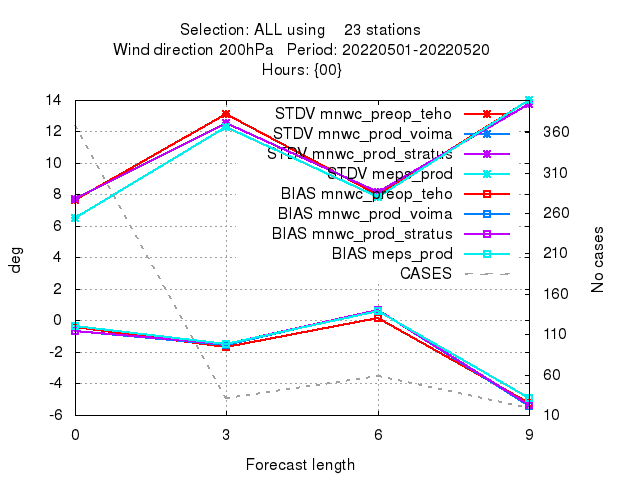 Selection: ALL using    23 stations
Wind direction 200hPa   Period: 20220501-20220520
Hours: {00}
14
12
10
8
6
4
2
0
-2
-4
-6
deg
STDV mnwc_preop_teho
STDV mnwc_prod_voima
STDV mnwc_prod_stratus
STDV meps_prod
BIAS mnwc_preop_teho
BIAS mnwc_prod_voima
BIAS mnwc_prod_stratus
BIAS meps_prod
CASES
360
310
260
210
160
110
60
10
No cases
0 3 6 9
Forecast length